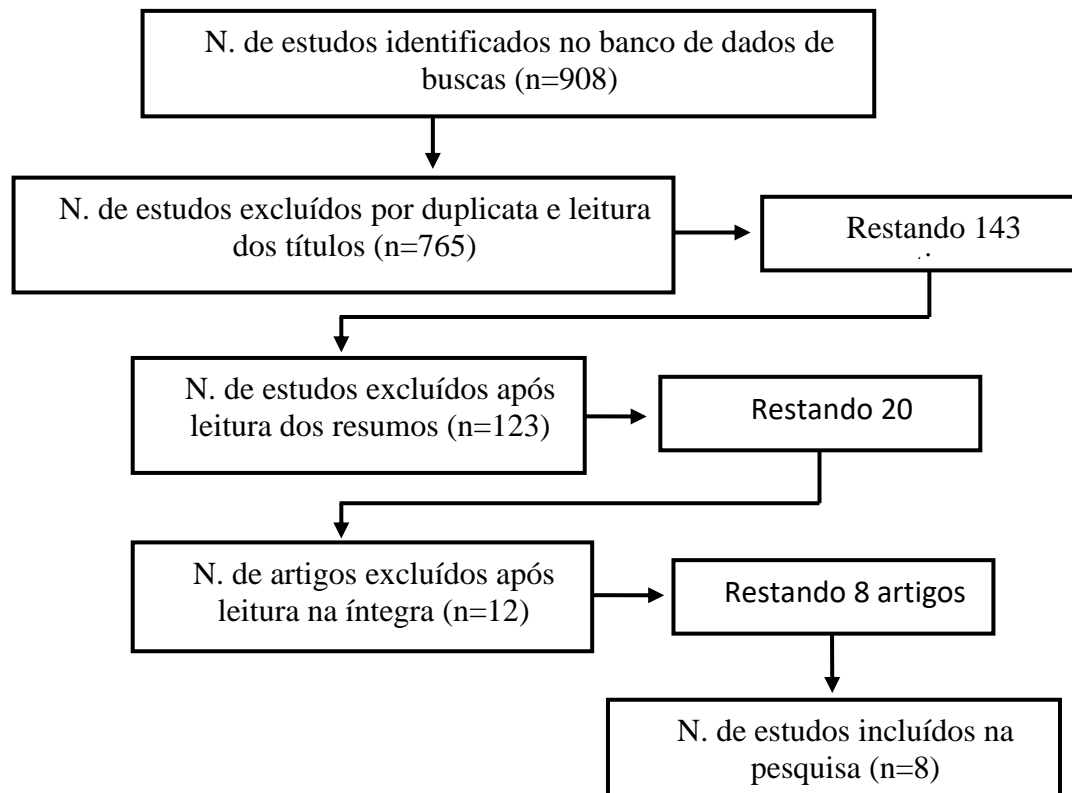 N. de estudos identificados no banco de dados de
buscas (n=908)
N. de estudos excluídos por duplicata e leitura
dos títulos (n=765)
Restando 143
N. de estudos excluídos após
leitura dos resumos (n=123)
Restando 20
N. de artigos excluídos após
leitura na íntegra (n=12)
Restando 8 artigos
N. de estudos incluídos na
pesquisa (n=8)